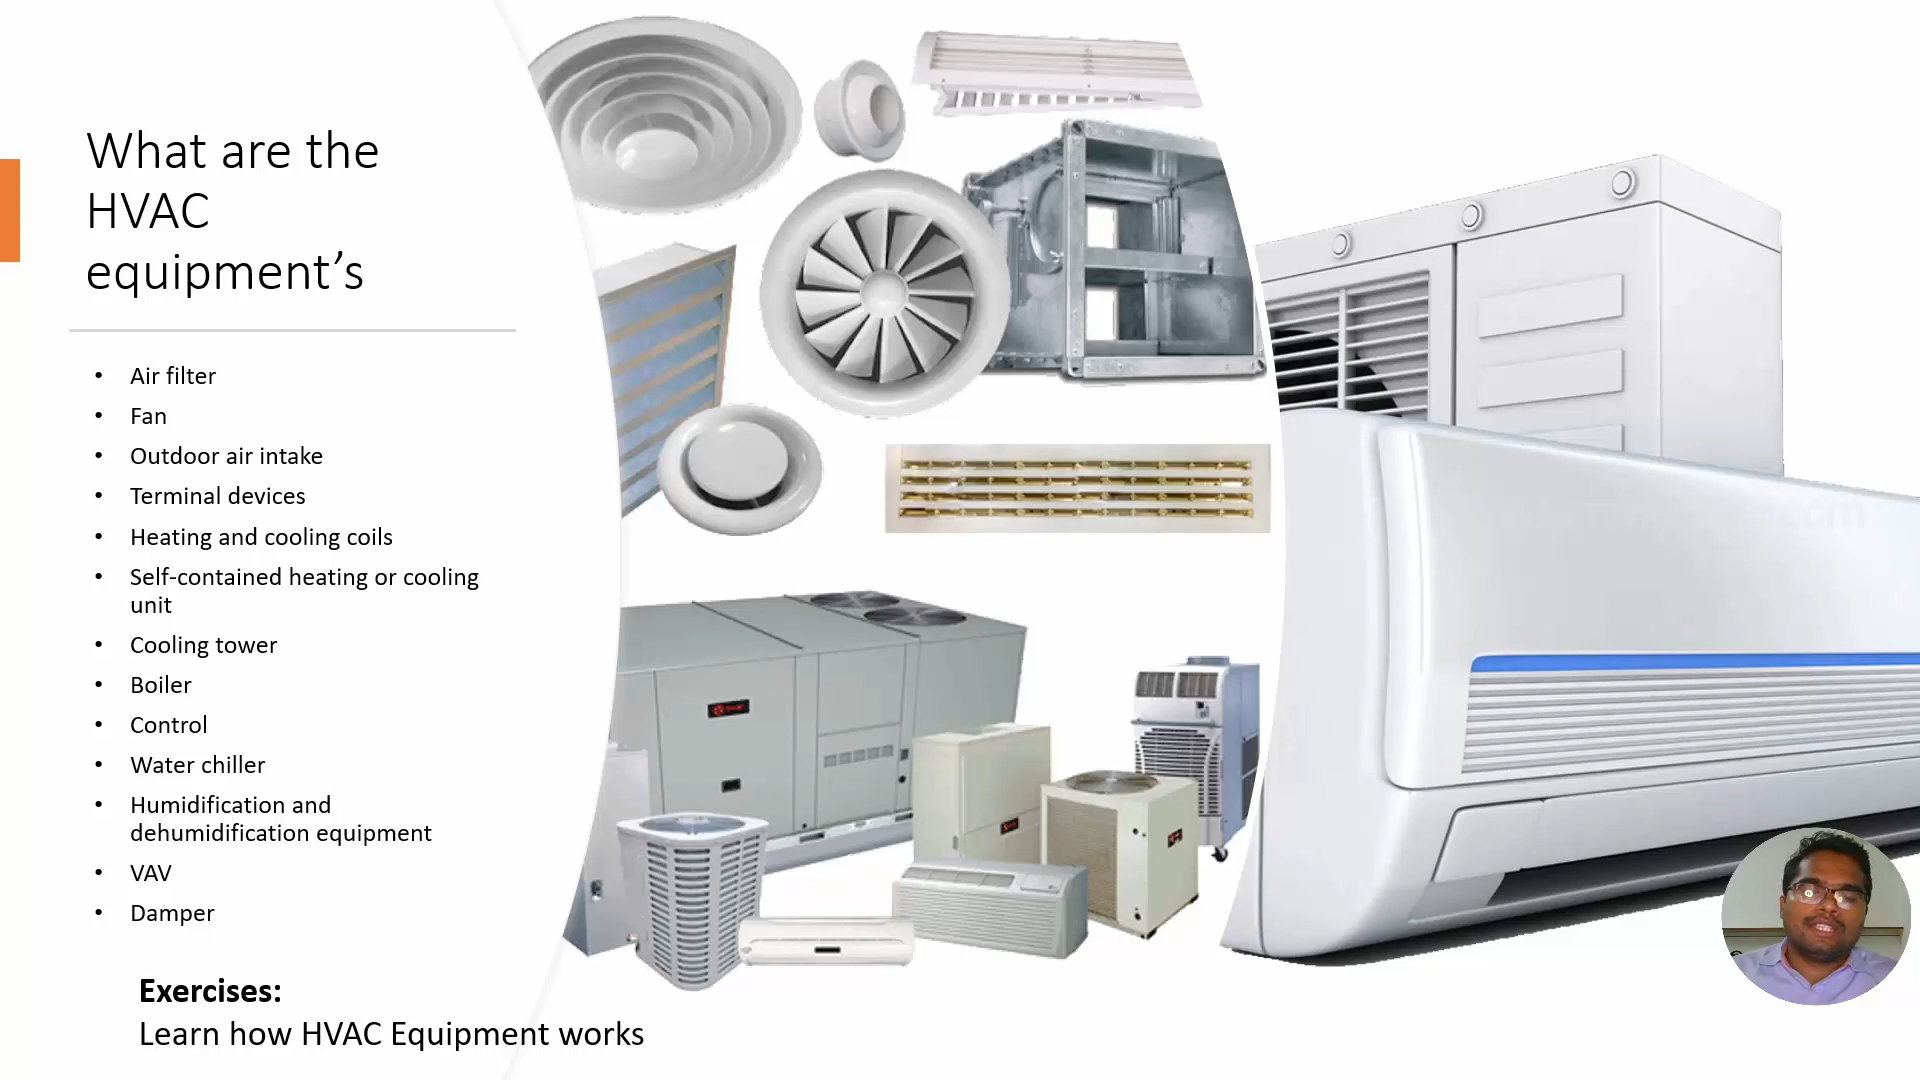 What are the
HVAC
equipment’s
• Air filter
• Fan
• Outdoor air intake
• Terminal devices
• Heating and cooling coils
• Self-contained heating or cooling
unit
• Cooling tower
• Boiler
• Control
• Water chiller
• Humidification and
dehumidification equipment
• VAV
• Damper
Exercises:
Learn how HVAC Equipment works